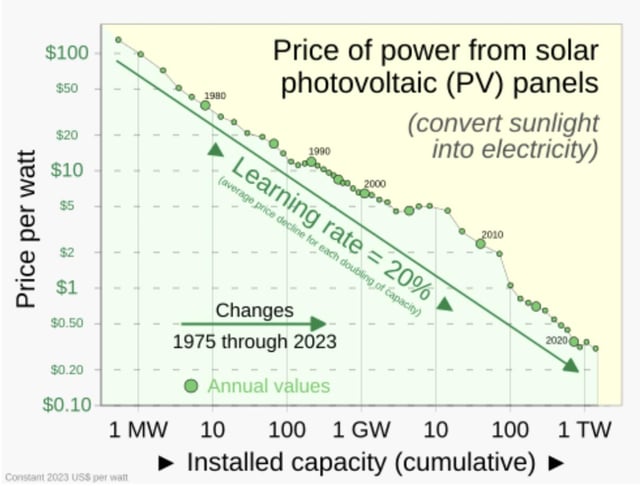 Price of power from solar
photovoltaic (PV) panels
(convert sunlight
into electricity)
Price per watt
$100
$50
$20
$10
$5
$2
$1
$0.50
$0.20
$0.10
1980
1990
2000
2010
2020
Learning rate = 20%
(average price decline for each doubling of capacity)
Changes
1975 through 2023
Annual values
1 MW
10
100
1 GW
10
100
1 TW
► Installed capacity (cumulative) ►
Constant 2023 US$ per watt